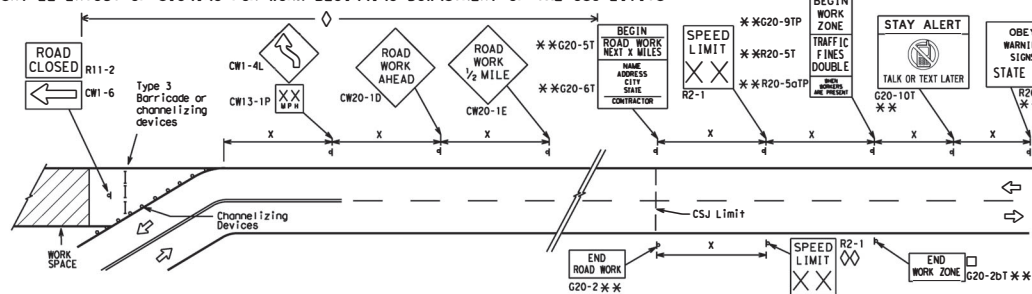 ROAD
CLOSED
R11-2
CW1-6
Type 3
Barricade or
channelizing
devices
CW1-4L
XX
MPH
CW13-1P
ROAD
WORK
AHEAD
CW20-1D
ROAD
WORK
1/2 MILE
CW20-1E
**G20-5T
BEGIN
ROAD WORK
NEXT X MILES
**G20-6T
NAME
ADDRESS
CITY
STATE
CONTRACTOR
SPEED
LIMIT
XX
R2-1
**G20-9TP
BEGIN
WORK
ZONE
**R20-5T
TRAFFIC
FINES
DOUBLE
**R20-5aTP
WHEN
WORKERS
ARE PRESENT
STAY ALERT
TALK OR TEXT LATER
G20-10T
**
OBEY
WARNI
SIGNS
STATE
R20
**
X X X X X X
Channelizing
Devices
WORK
SPACE
CSJ Limit
X
END
ROAD WORK
G20-2 **
SPEED
LIMIT
XX
R2-1
END
WORK ZONE
G20-2bT **